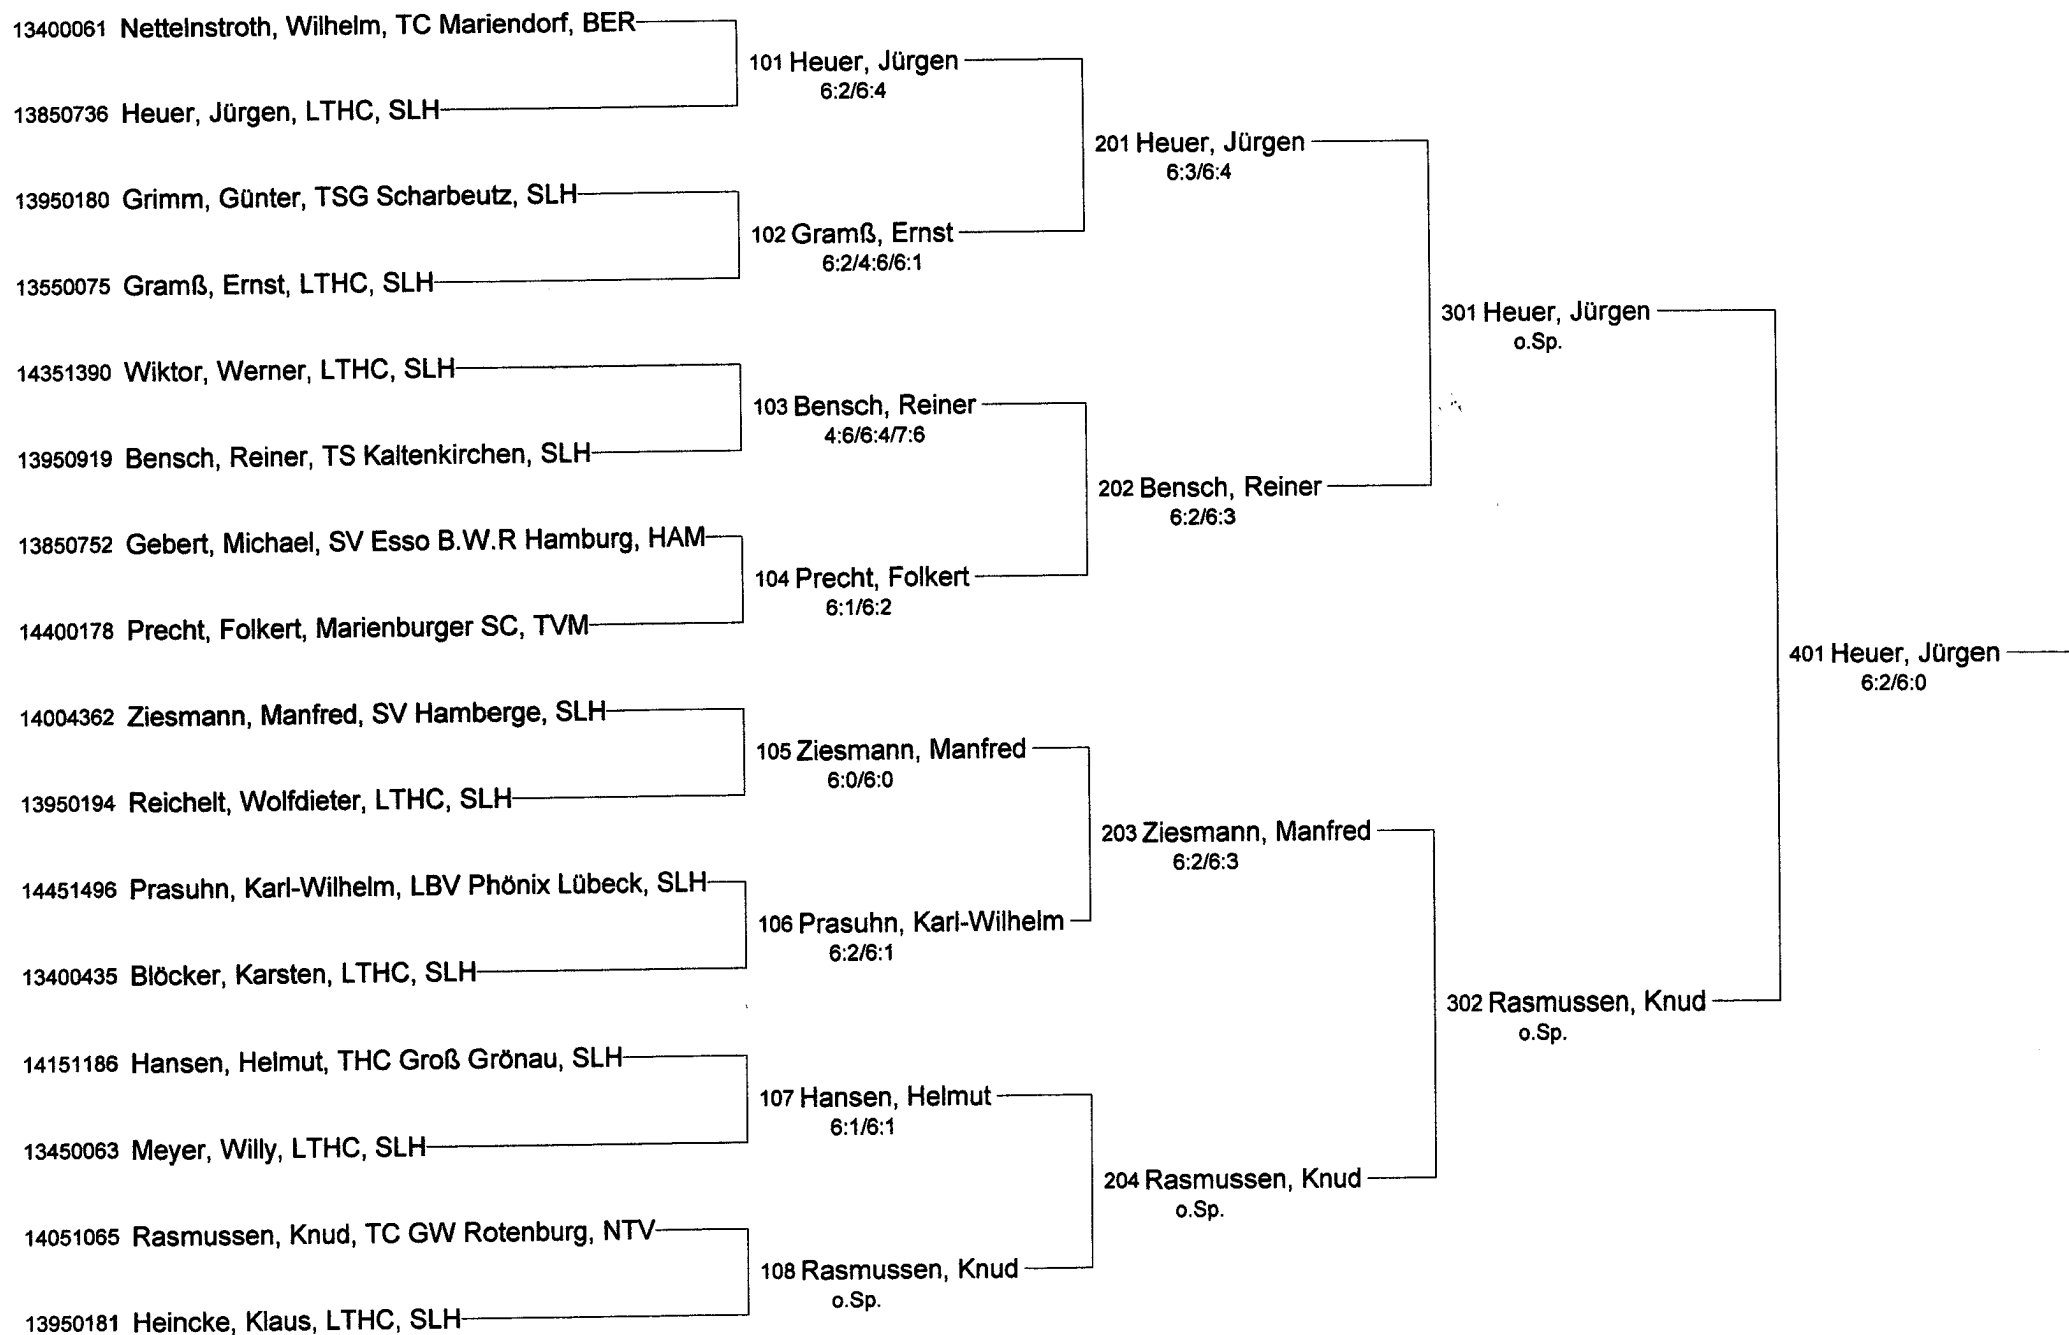 13400061 Nettelnstroth, Wilhelm, TC Mariendorf, BER
101 Heuer, Jürgen
6:2/6:4
13850736 Heuer, Jürgen, LTHC, SLH
201 Heuer, Jürgen
6:3/6:4
13950180 Grimm, Günter, TSG Scharbeutz, SLH
102 Gramß, Ernst
6:2/4:6/6:1
13550075 Gramß, Ernst, LTHC, SLH
301 Heuer, Jürgen
o.Sp.
14351390 Wiktor, Werner, LTHC, SLH
103 Bensch, Reiner
4:6/6:4/7:6
13950919 Bensch, Reiner, TS Kaltenkirchen, SLH
202 Bensch, Reiner
6:2/6:3
13850752 Gebert, Michael, SV Esso B.W.R Hamburg, HAM
104 Precht, Folkert
6:1/6:2
14400178 Precht, Folkert, Marienburger SC, TVM
401 Heuer, Jürgen
6:2/6:0
14004362 Ziesmann, Manfred, SV Hamberge, SLH
105 Ziesmann, Manfred
6:0/6:0
13950194 Reichelt, Wolfdieter, LTHC, SLH
203 Ziesmann, Manfred
6:2/6:3
14451496 Prasuhn, Karl-Wilhelm, LBV Phönix Lübeck, SLH
106 Prasuhn, Karl-Wilhelm
6:2/6:1
13400435 Blöcker, Karsten, LTHC, SLH
302 Rasmussen, Knud
o.Sp.
14151186 Hansen, Helmut, THC Groß Grönau, SLH
107 Hansen, Helmut
6:1/6:1
13450063 Meyer, Willy, LTHC, SLH
204 Rasmussen, Knud
o.Sp.
14051065 Rasmussen, Knud, TC GW Rotenburg, NTV
108 Rasmussen, Knud
o.Sp.
13950181 Heincke, Klaus, LTHC, SLH